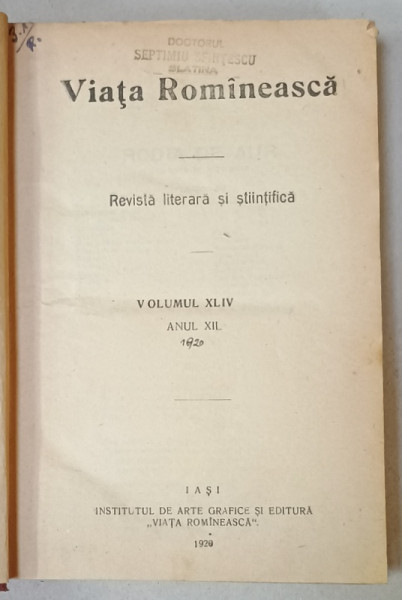 DOCTORUL
SEPTIMIU
SLATINA
Viaţa Romînească
Revistă literară şi ştiinţifică
VOLUMUL XLIV
ANUL XII.
1920
IAŞI
INSTITUTUL DE ARTE GRAFICE ŞI EDITURĂ
„VIAŢA ROMÎNEASCĂ”.
1920